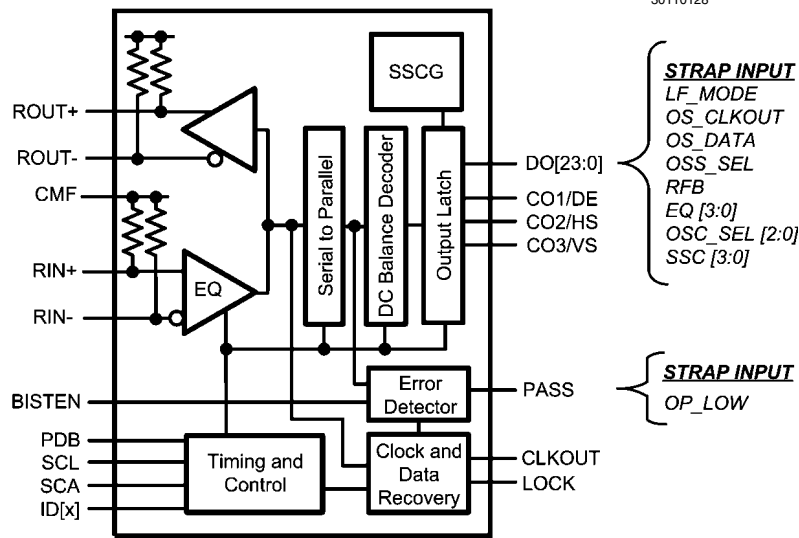 30110128
SSCG
STRAP INPUT
LF_MODE
OS_CLKOUT
OS_DATA
OSS_SEL
RFB
EQ [3:0]
OSC_SEL [2:0]
SSC [3:0]
ROUT+
ROUT-
CMF
RIN+
RIN-
EQ
Serial to Parallel
DC Balance Decoder
Output Latch
DO[23:0]
CO1/DE
CO2/HS
CO3/VS
BISTEN
PDB
SCL
SCA
ID[x]
Timing and
Control
Error
Detector
Clock and
Data
Recovery
PASS
CLKOUT
LOCK
STRAP INPUT
OP_LOW